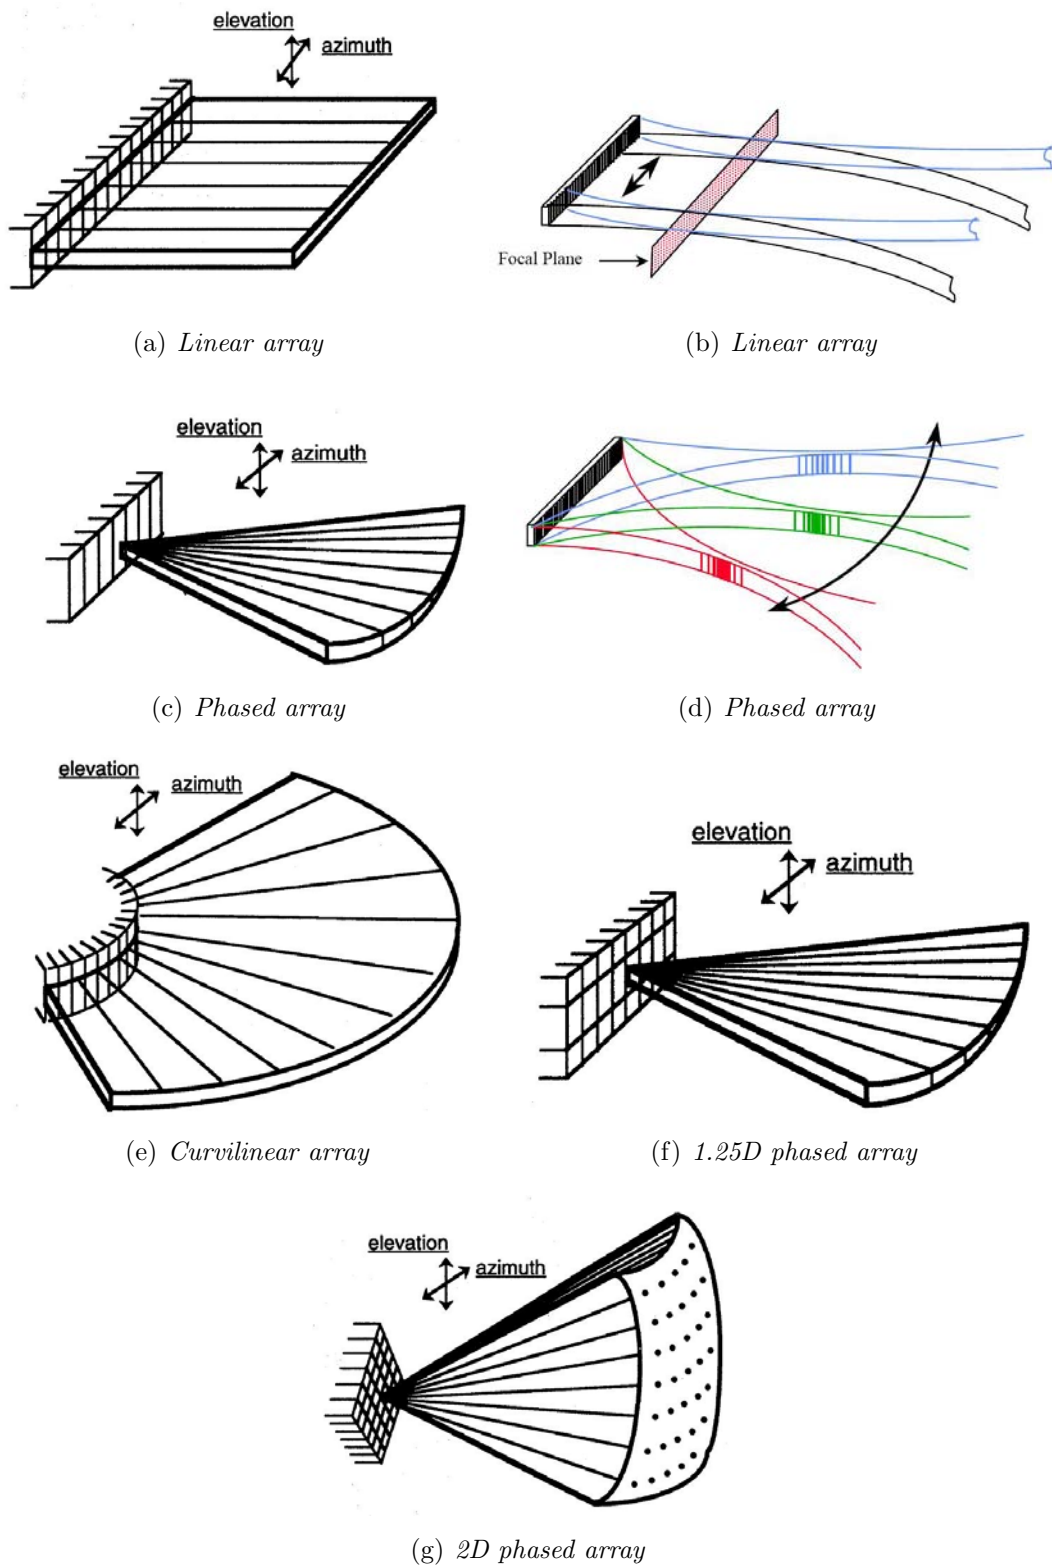 elevation
azimuth
Focal Plane
(a) Linear array
(b) Linear array
elevation
azimuth
(c) Phased array
(d) Phased array
elevation
azimuth
elevation
azimuth
(e) Curvilinear array
(f) 1.25D phased array
elevation
azimuth
(g) 2D phased array